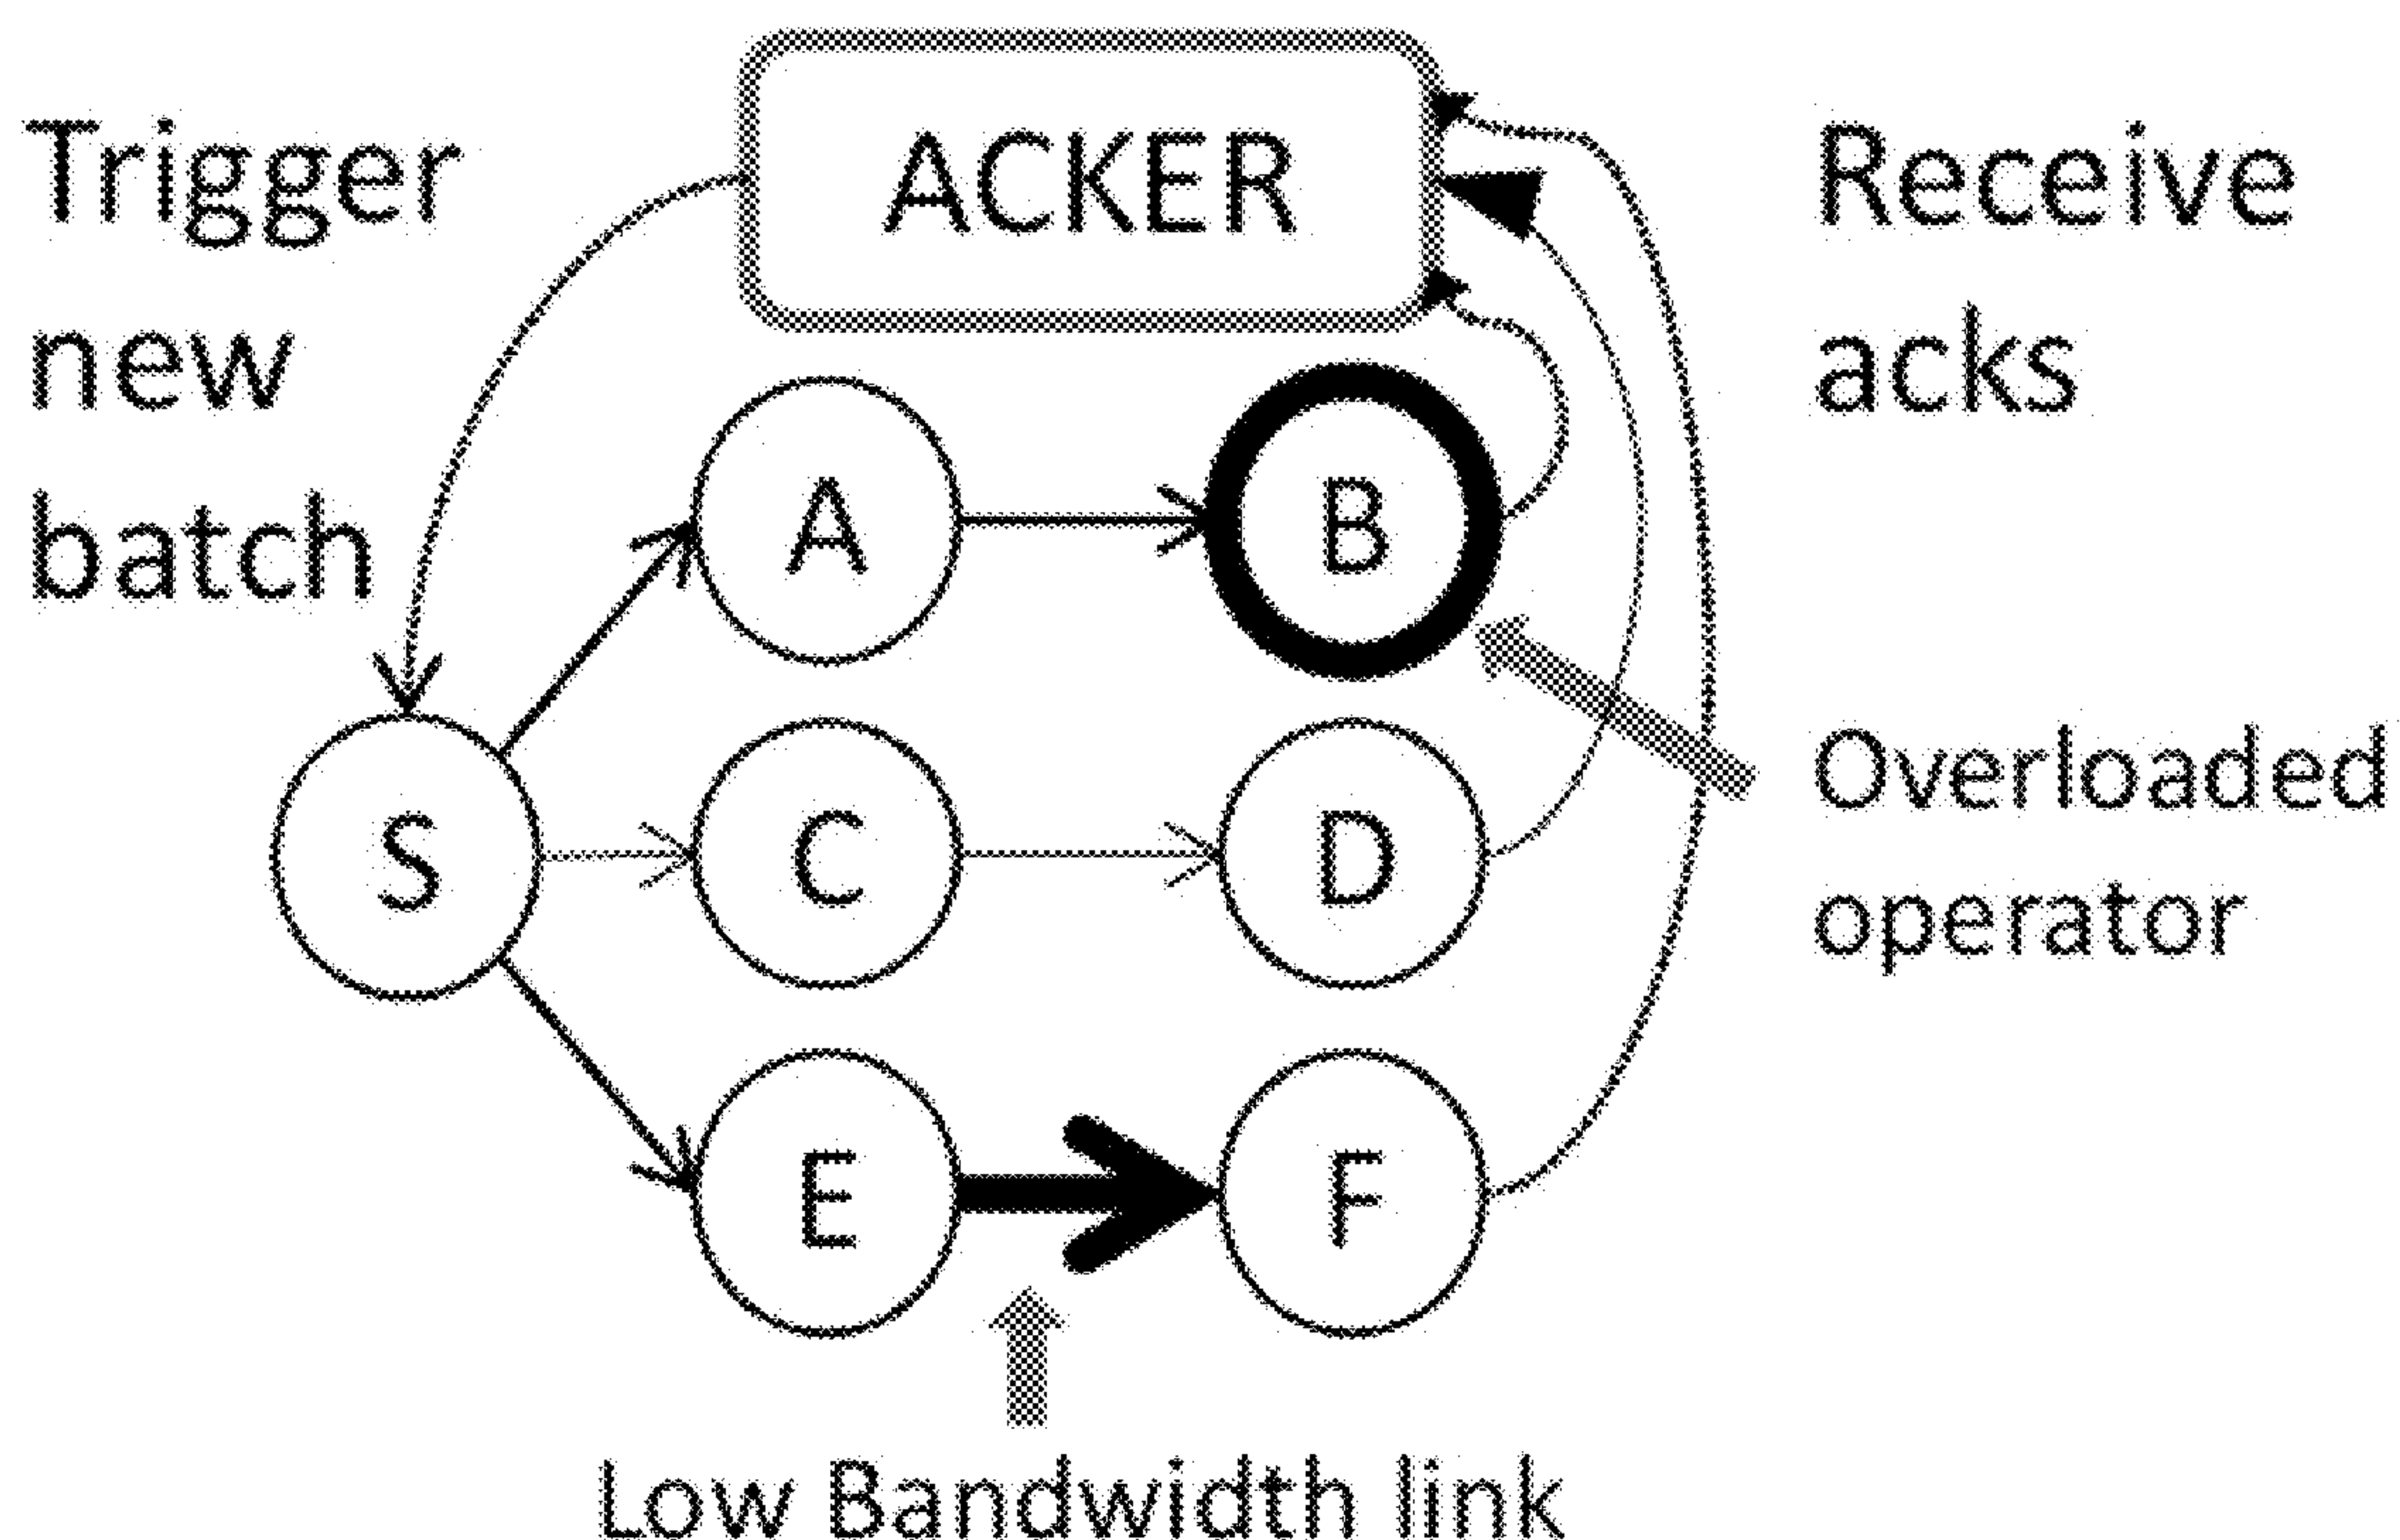 Trigger
new
batch
ACKER
Receive
acks
A
B
S
C
D
Overloaded
operator
E
F
Low Bandwidth link